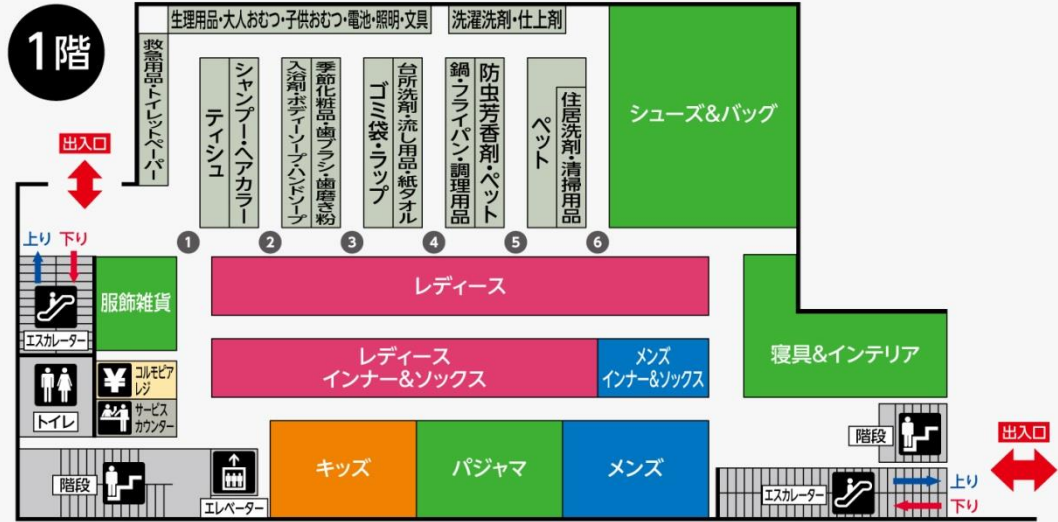 1階
生理用品・大人おむつ・子供おむつ・電池・照明・文具
洗濯洗剤・仕上剤
救急用品・トイレットペーパー
ティシュ
シャンプー・ヘアカラー
入浴剤・ボディーソープ・ハンドソープ
季節化粧品・歯ブラシ・歯磨き粉
ゴミ袋・ラップ
台所洗剤・流し用品・紙タオル
鍋・フライパン・調理用品
防虫芳香剤・ペット
ペット
住居洗剤・清掃用品
シューズ&バッグ
出入口
1
2
3
4
5
6
上り
下り
エスカレーター
服飾雑貨
レディース
レディース
インナー&ソックス
メンズ
インナー&ソックス
寝具&インテリア
トイレ
¥
コルモピア
レジ
サービス
カウンター
階段
エレベーター
キッズ
パジャマ
メンズ
階段
エスカレーター
上り
下り
出入口